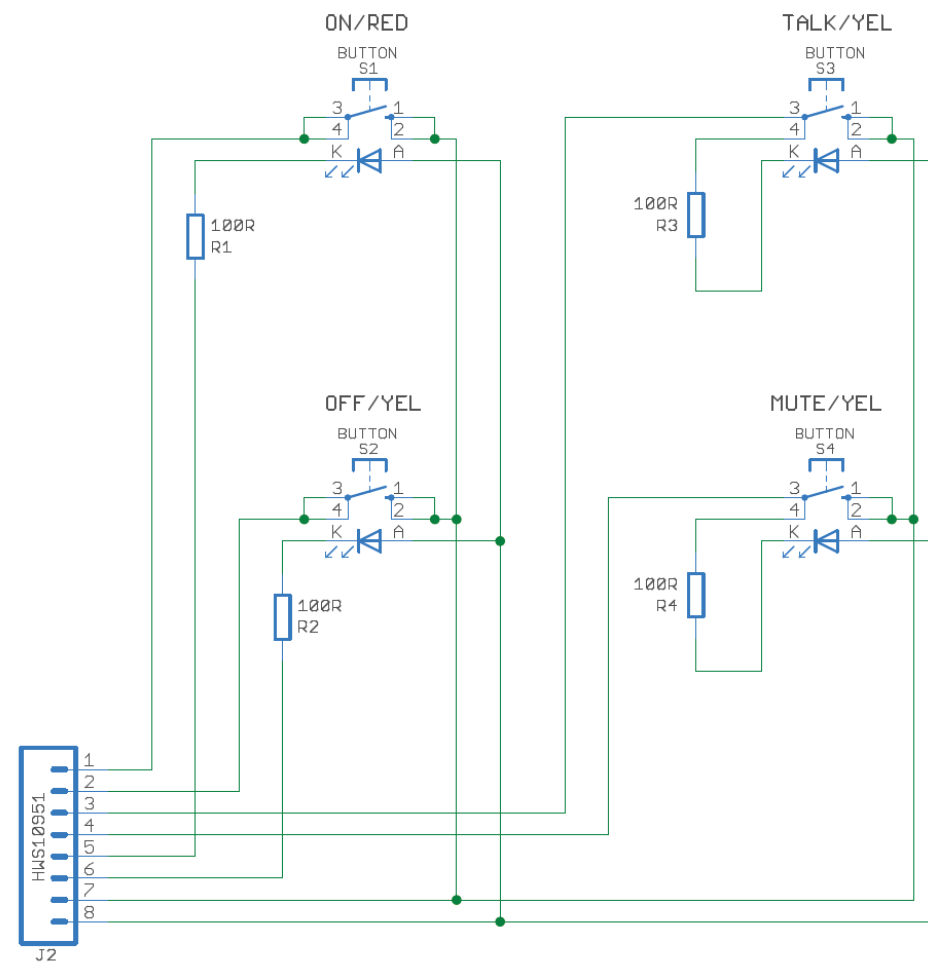 ON/RED
BUTTON
S1
3 1
4 2
K A
100R
R1
TALK/YEL
BUTTON
S3
3 1
4 2
K A
100R
R3
OFF/YEL
BUTTON
S2
3 1
4 2
K A
100R
R2
MUTE/YEL
BUTTON
S4
3 1
4 2
K A
100R
R4
HWS10951
1
2
3
4
5
6
7
8
J2